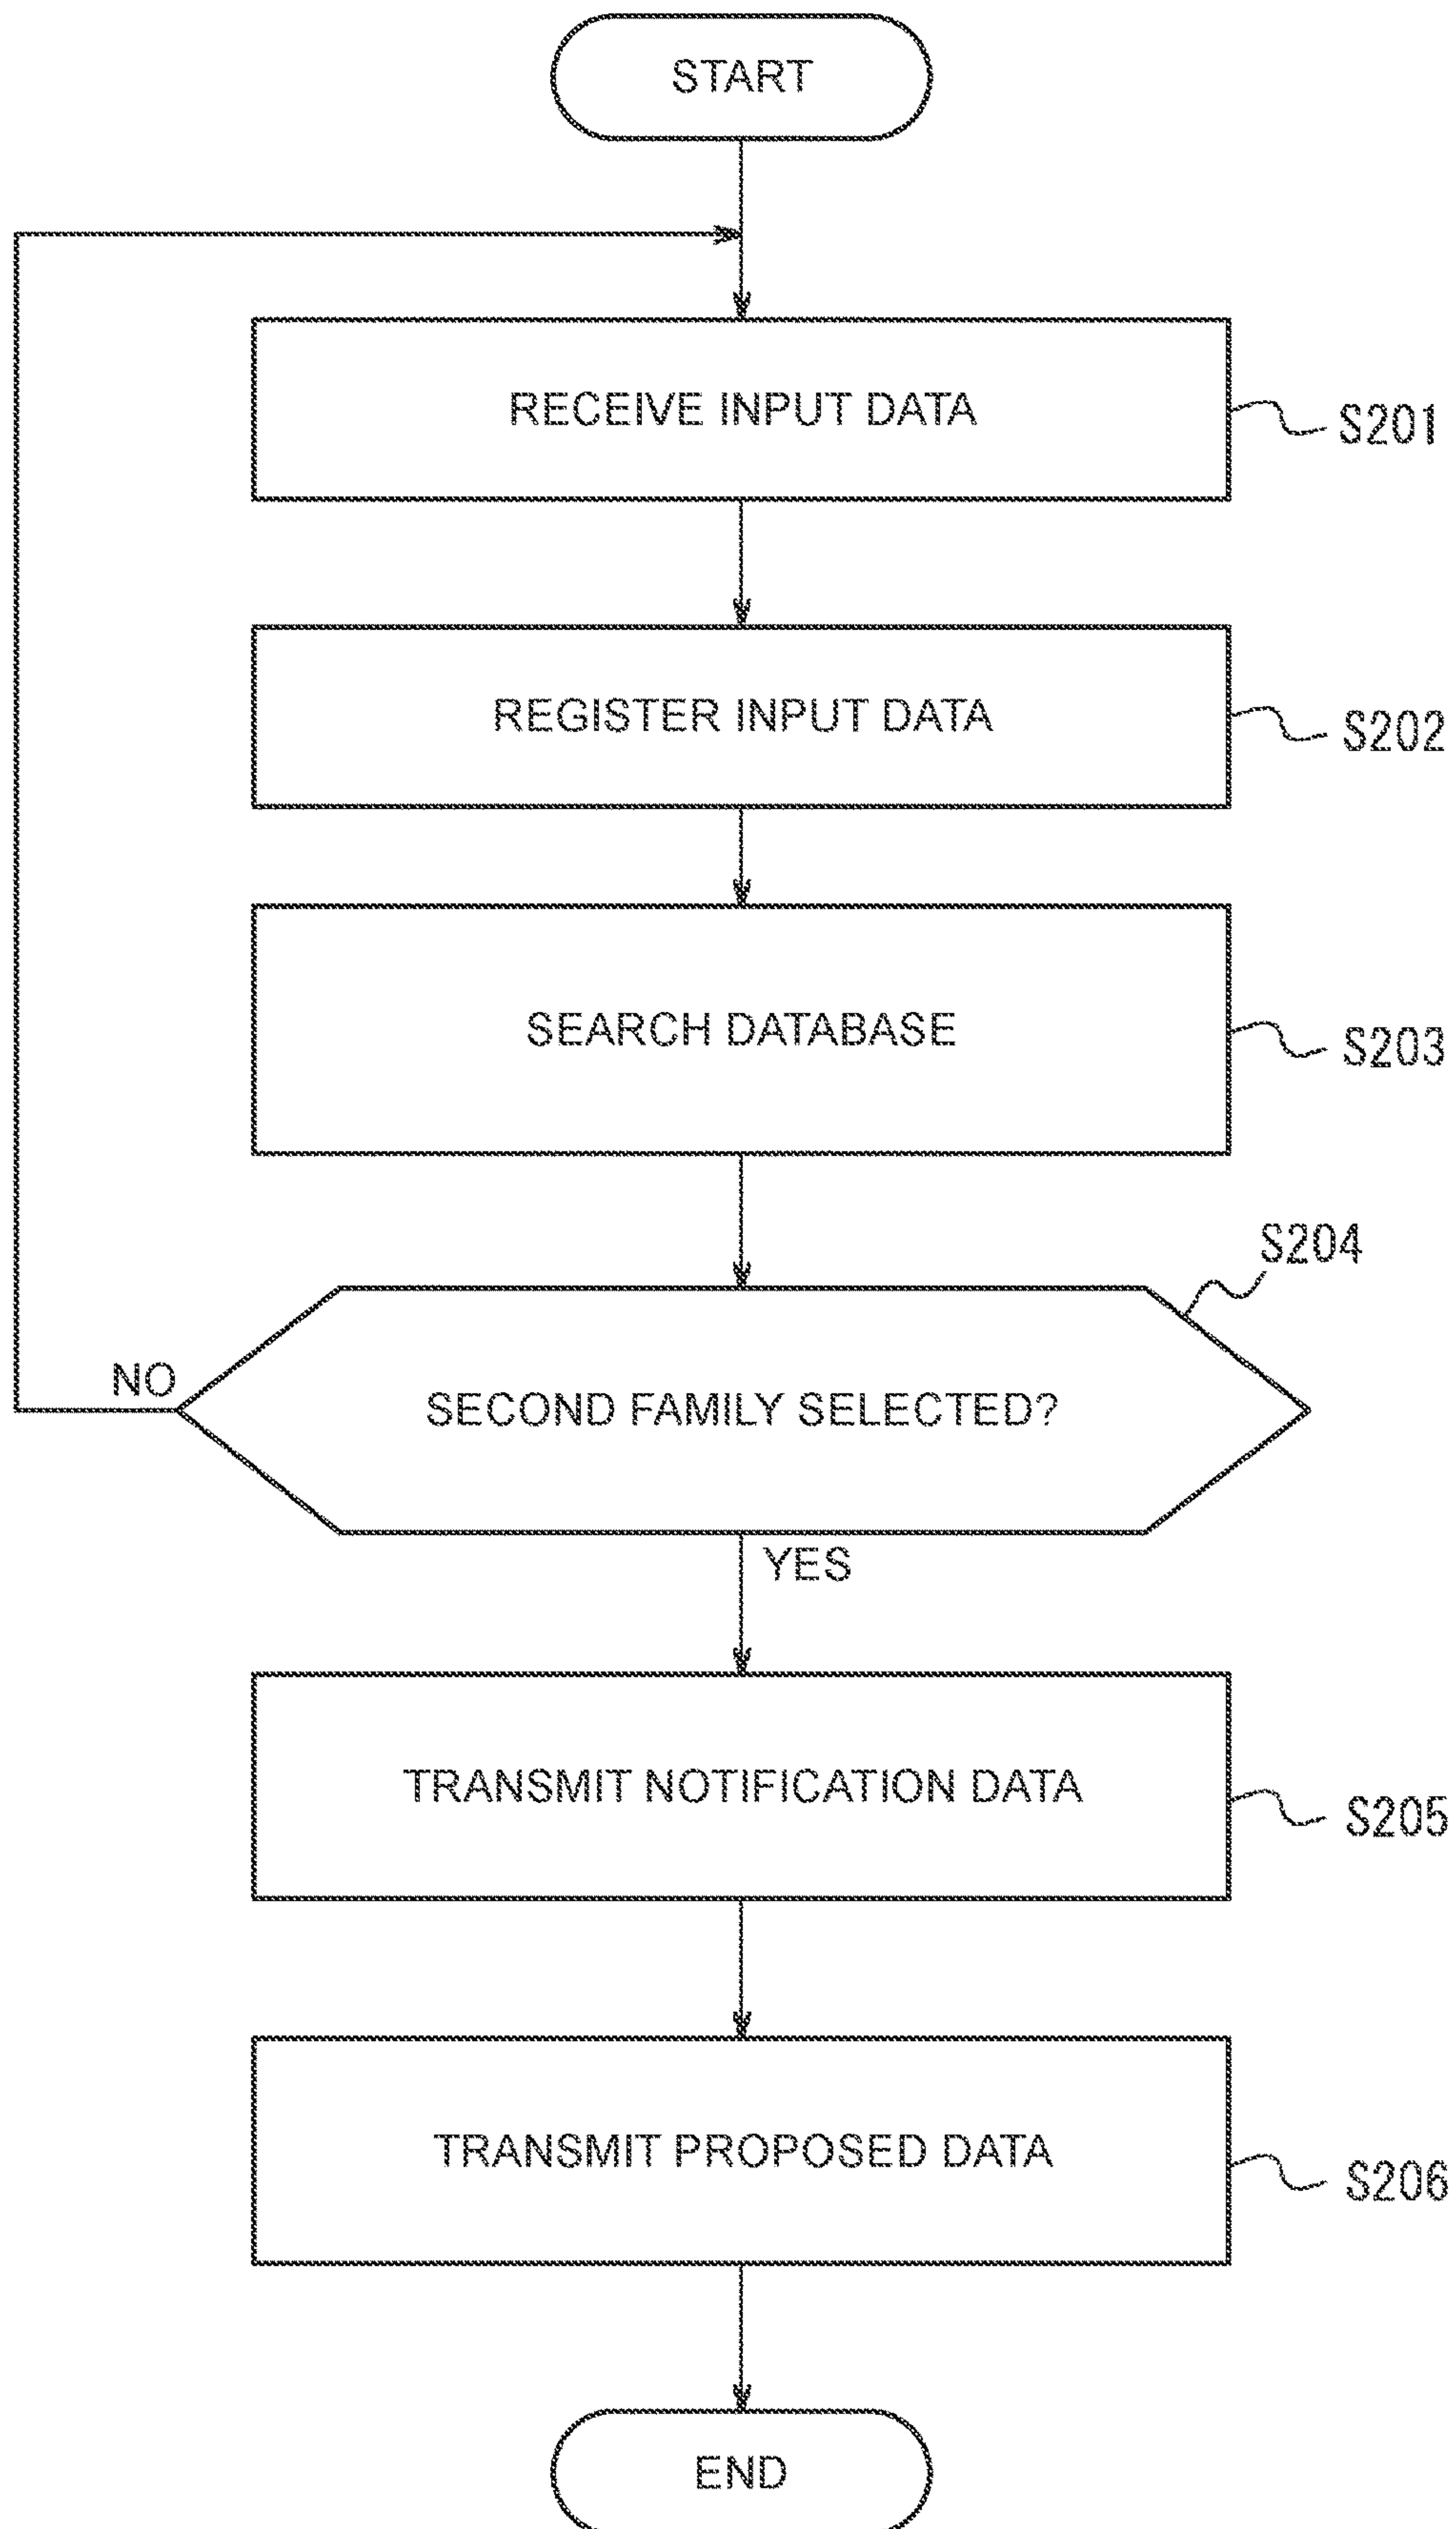 START
RECEIVE INPUT DATA
S201
REGISTER INPUT DATA
S202
SEARCH DATABASE
S203
S204
NO
SECOND FAMILY SELECTED?
YES
TRANSMIT NOTIFICATION DATA
S205
TRANSMIT PROPOSED DATA
S206
END